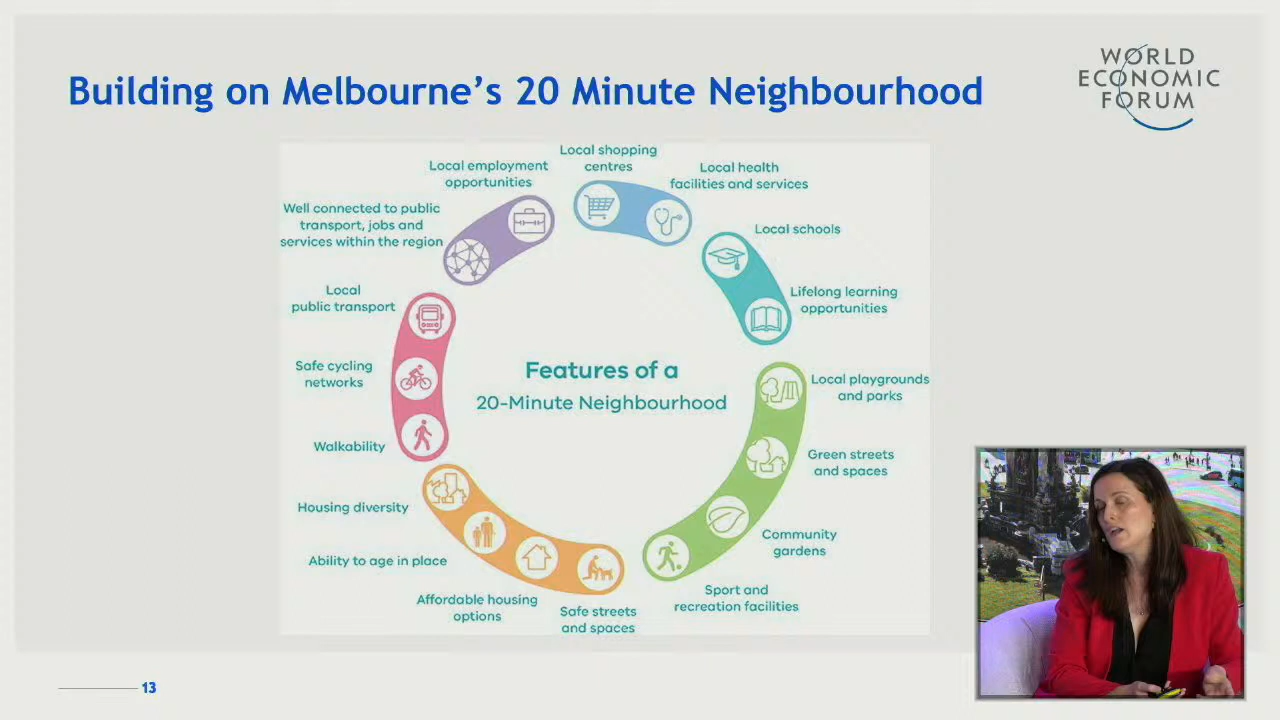 Building on Melbourne's 20 Minute Neighbourhood
WORLD
ECONOMIC
FORUM
Local shopping
centres
Local health
facilities and services
Local schools
Lifelong learning
opportunities
Local playgrounds
and parks
Green streets
and spaces
Community
gardens
Sport and
recreation facilities
Safe streets
and spaces
Affordable housing
options
Ability to age in place
Housing diversity
Walkability
Safe cycling
networks
Local
public transport
Well connected to public
transport, jobs and
services within the region
Local employment
opportunities
Features of a
20-Minute Neighbourhood
13